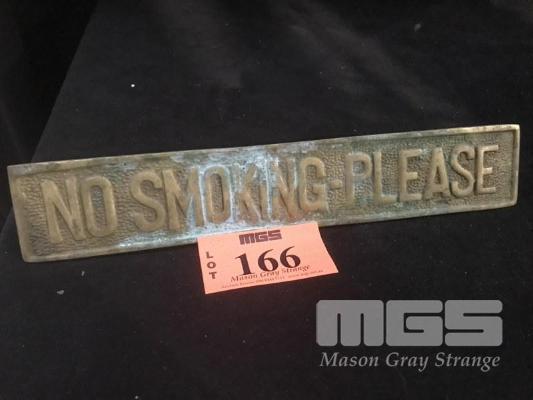 NO SMOKING-PLEASE
MGS
LOT
166
Mason Gray Strange
MGS
Mason Gray Strange